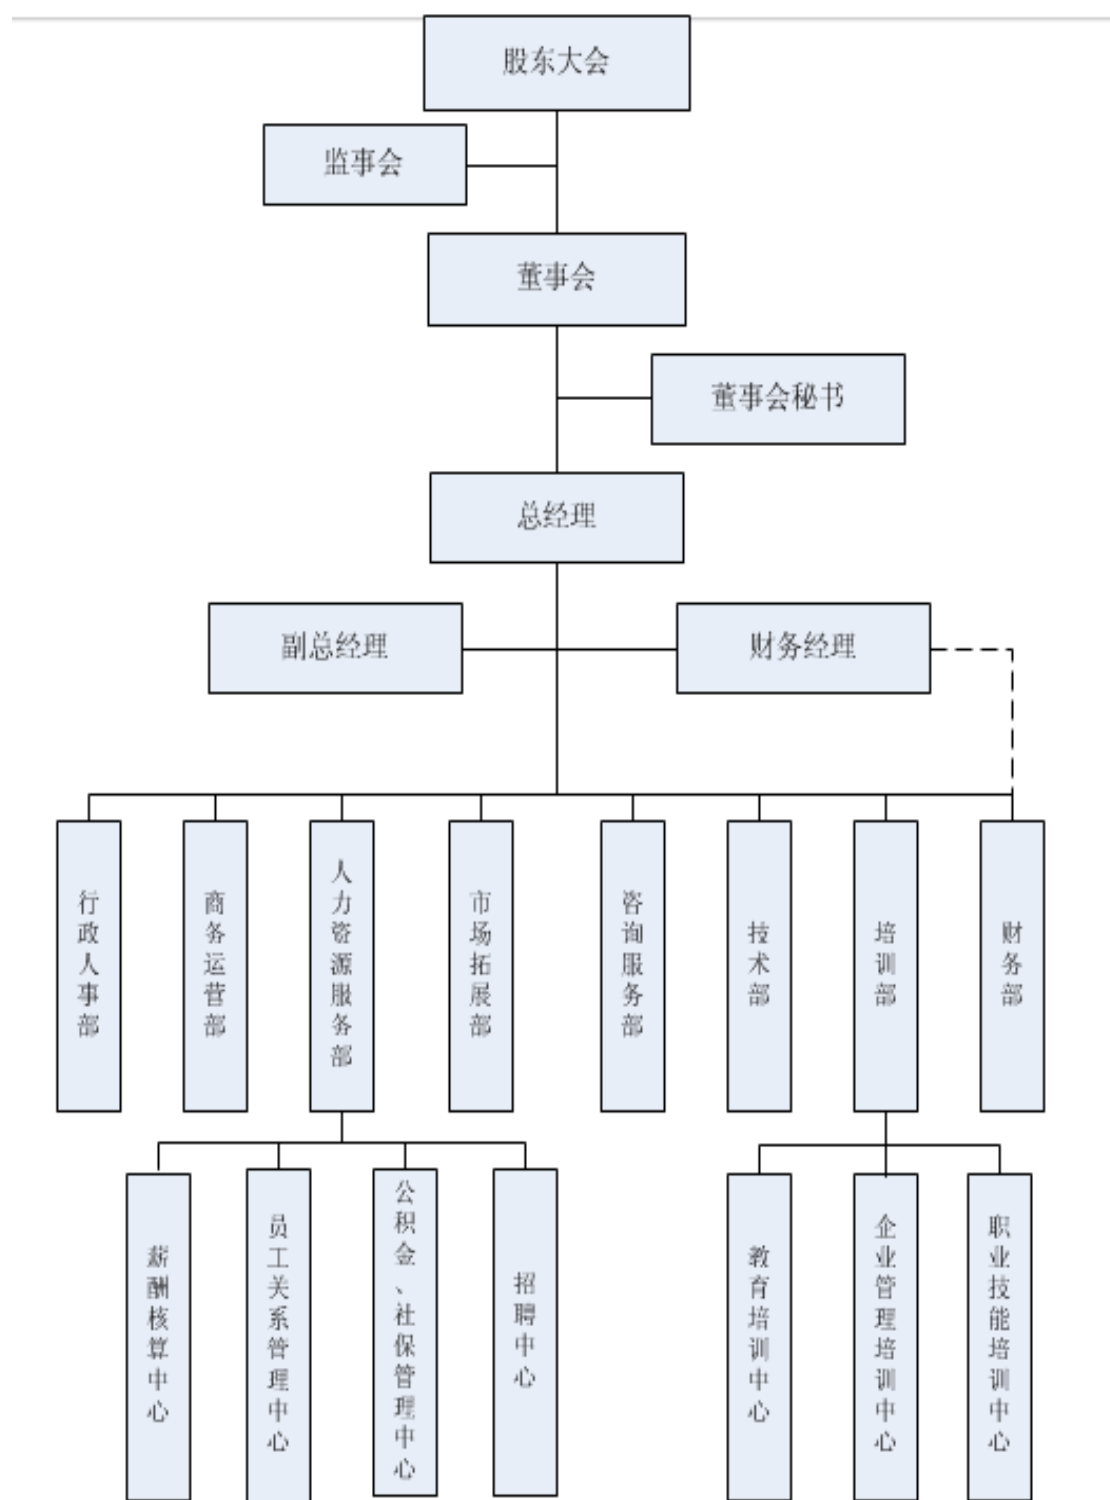 股东大会
监事会
董事会
董事会秘书
总经理
副总经理
财务经理
行政人事部
商务运营部
人力资源服务部
市场拓展部
咨询服务部
技术部
培训部
财务部
薪酬核算中心
员工关系管理中心
公积金、社保管理中心
招聘中心
教育培训中心
企业管理培训中心
职业技能培训中心